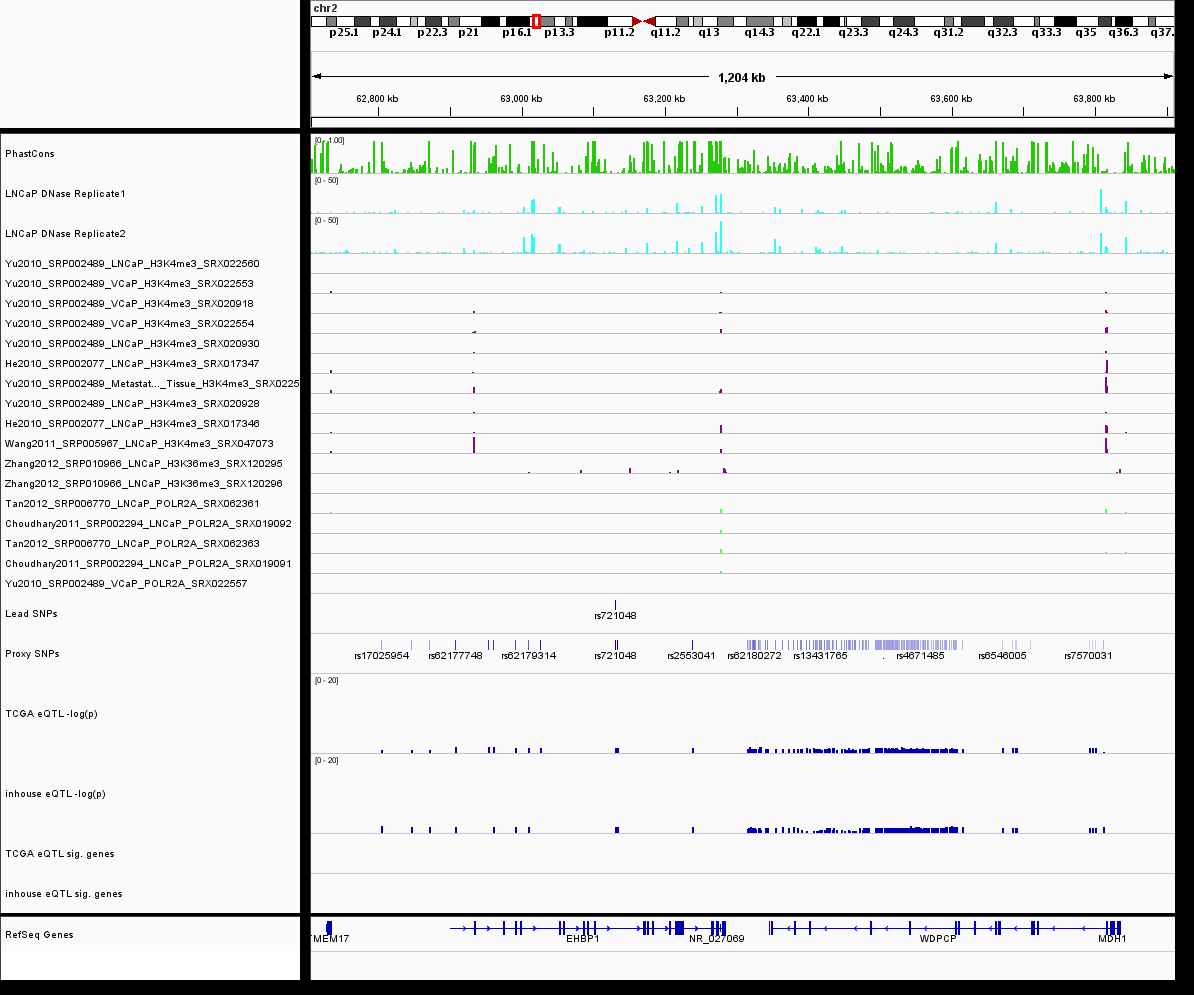 chr2
p25.1 p24.1 p22.3 p21 p16.1 p13.3 p11.2 q11.2 q13 q14.3 q22.1 q23.3 q24.3 q31.2 q32.3 q33.3 q35 q36.3 q37.
1,204 kb
62,800 kb 63,000 kb 63,200 kb 63,400 kb 63,600 kb 63,800 kb
PhastCons
[0 - 1.00]
LNCaP DNase Replicate1
[0 - 50]
LNCaP DNase Replicate2
[0 - 50]
Yu2010_SRP002489_LNCaP_H3K4me3_SRX022560
Yu2010_SRP002489_VCaP_H3K4me3_SRX022553
Yu2010_SRP002489_VCaP_H3K4me3_SRX020918
Yu2010_SRP002489_VCaP_H3K4me3_SRX022554
Yu2010_SRP002489_LNCaP_H3K4me3_SRX020930
He2010_SRP002077_LNCaP_H3K4me3_SRX017347
Yu2010_SRP002489_Metastat..._Tissue_H3K4me3_SRX0225
Yu2010_SRP002489_LNCaP_H3K4me3_SRX020928
He2010_SRP002077_LNCaP_H3K4me3_SRX017346
Wang2011_SRP005967_LNCaP_H3K4me3_SRX047073
Zhang2012_SRP010966_LNCaP_H3K36me3_SRX120295
Zhang2012_SRP010966_LNCaP_H3K36me3_SRX120296
Tan2012_SRP006770_LNCaP_POLR2A_SRX062361
Choudhary2011_SRP002294_LNCaP_POLR2A_SRX019092
Tan2012_SRP006770_LNCaP_POLR2A_SRX062363
Choudhary2011_SRP002294_LNCaP_POLR2A_SRX019091
Yu2010_SRP002489_VCaP_POLR2A_SRX022557
Lead SNPs
rs721048
Proxy SNPs
rs17025954 rs62177748 rs62179314 rs721048 rs2553041 rs62180272 rs13431765 . rs4671485 rs6546005 rs7570031
[0 - 20]
TCGA eQTL -log(p)
[0 - 20]
inhouse eQTL -log(p)
TCGA eQTL sig. genes
inhouse eQTL sig. genes
RefSeq Genes
MEM17 EHBP1 NR_027069 WDPCP MDH1